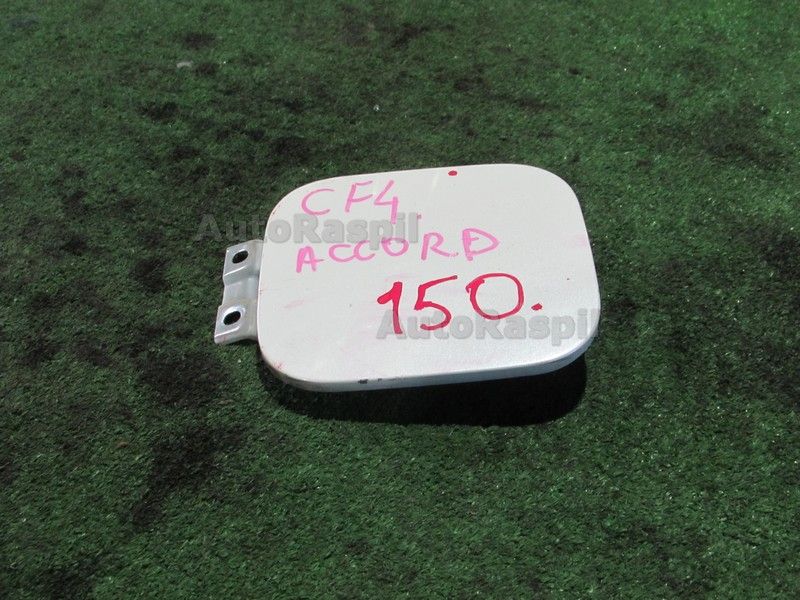 CF4.
AutoRaspil
ACCORD
150.
AutoRaspil